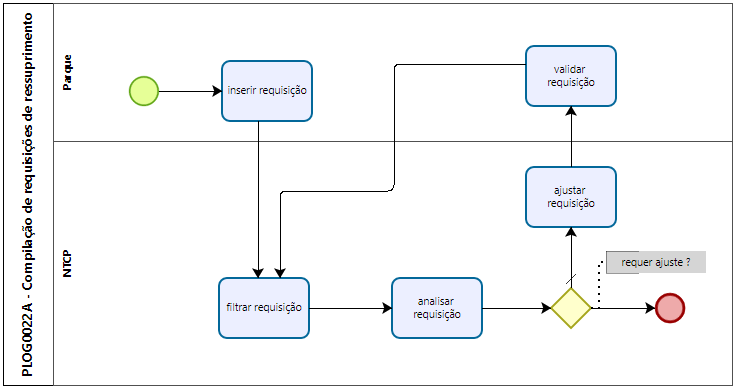 PLOG0022A - Compilação de requisições de ressuprimento
Parque
inserir requisição
validar
requisição
NTCP
ajustar
requisição
requer ajuste ?
filtrar requisição
analisar
requisição